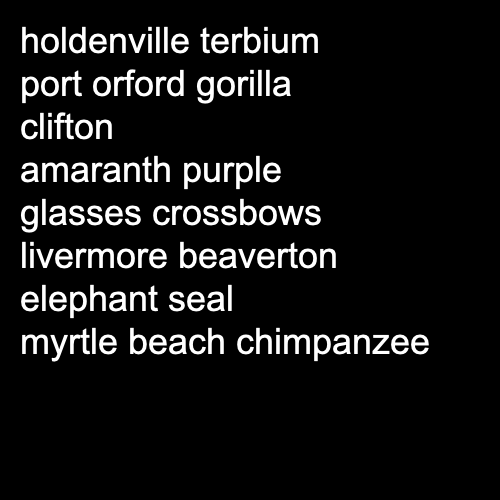 holdenville terbium
port orford gorilla
clifton
amaranth purple
glasses crossbows
livermore beaverton
elephant seal
myrtle beach chimpanzee